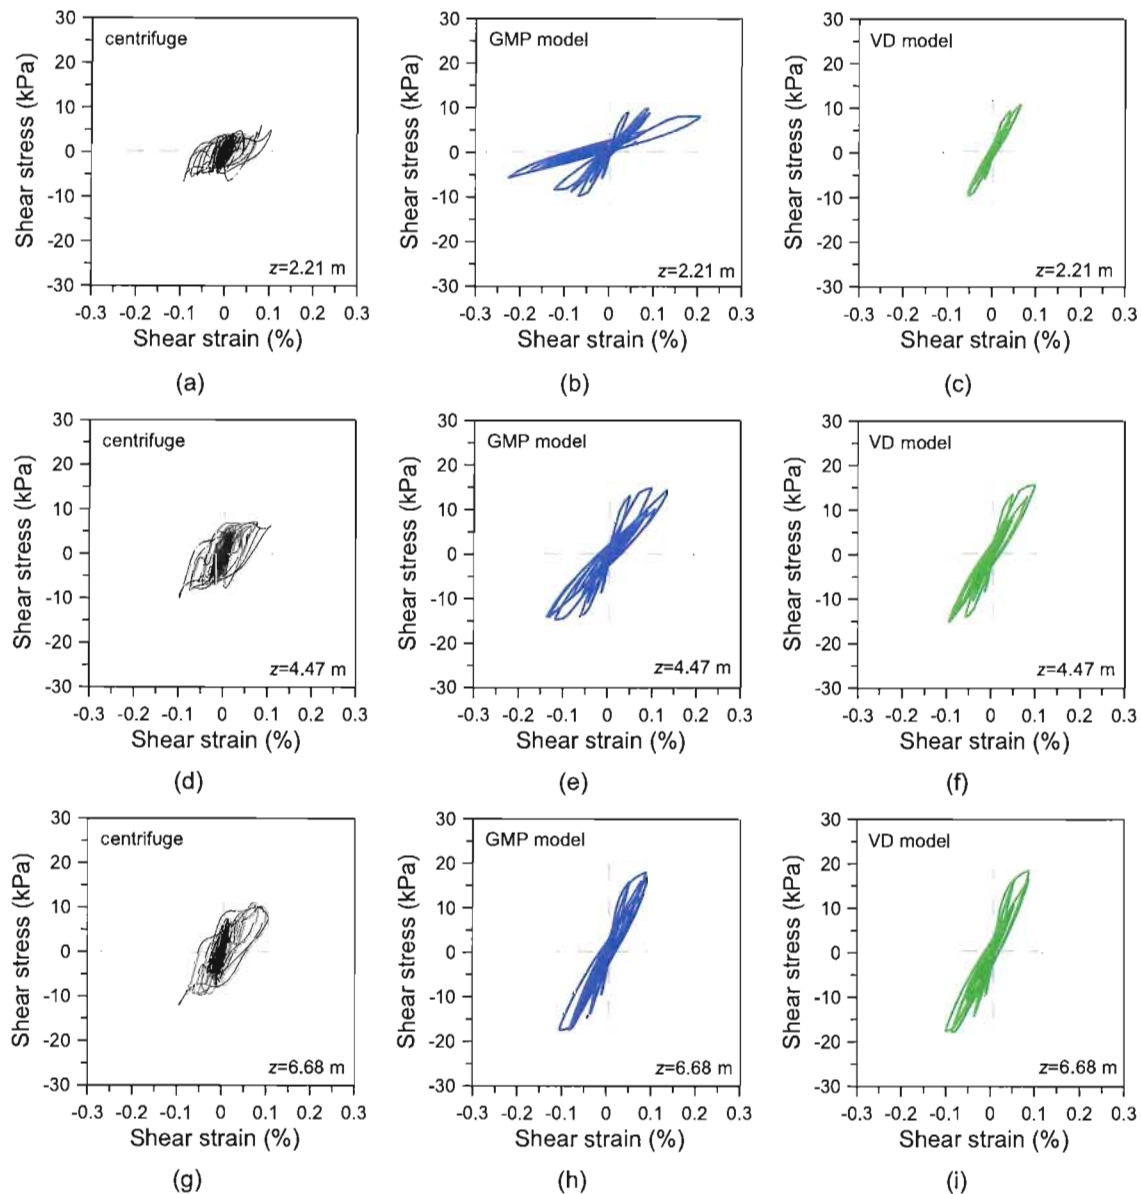 30
20
10
0
-10
-20
-30
Shear stress (kPa)
centrifuge
z=2.21 m
-0.3 -0.2 -0.1 0 0.1 0.2 0.3
Shear strain (%)
(a)
30
20
10
0
-10
-20
-30
Shear stress (kPa)
GMP model
z=2.21 m
-0.3 -0.2 -0.1 0 0.1 0.2 0.3
Shear strain (%)
(b)
30
20
10
0
-10
-20
-30
Shear stress (kPa)
VD model
z=2.21 m
-0.3 -0.2 -0.1 0 0.1 0.2 0.3
Shear strain (%)
(c)
30
20
10
0
-10
-20
-30
Shear stress (kPa)
centrifuge
z=4.47 m
-0.3 -0.2 -0.1 0 0.1 0.2 0.3
Shear strain (%)
(d)
30
20
10
0
-10
-20
-30
Shear stress (kPa)
GMP model
z=4.47 m
-0.3 -0.2 -0.1 0 0.1 0.2 0.3
Shear strain (%)
(e)
30
20
10
0
-10
-20
-30
Shear stress (kPa)
VD model
z=4.47 m
-0.3 -0.2 -0.1 0 0.1 0.2 0.3
Shear strain (%)
(f)
30
20
10
0
-10
-20
-30
Shear stress (kPa)
centrifuge
z=6.68 m
-0.3 -0.2 -0.1 0 0.1 0.2 0.3
Shear strain (%)
(g)
30
20
10
0
-10
-20
-30
Shear stress (kPa)
GMP model
z=6.68 m
-0.3 -0.2 -0.1 0 0.1 0.2 0.3
Shear strain (%)
(h)
30
20
10
0
-10
-20
-30
Shear stress (kPa)
VD model
z=6.68 m
-0.3 -0.2 -0.1 0 0.1 0.2 0.3
Shear strain (%)
(i)